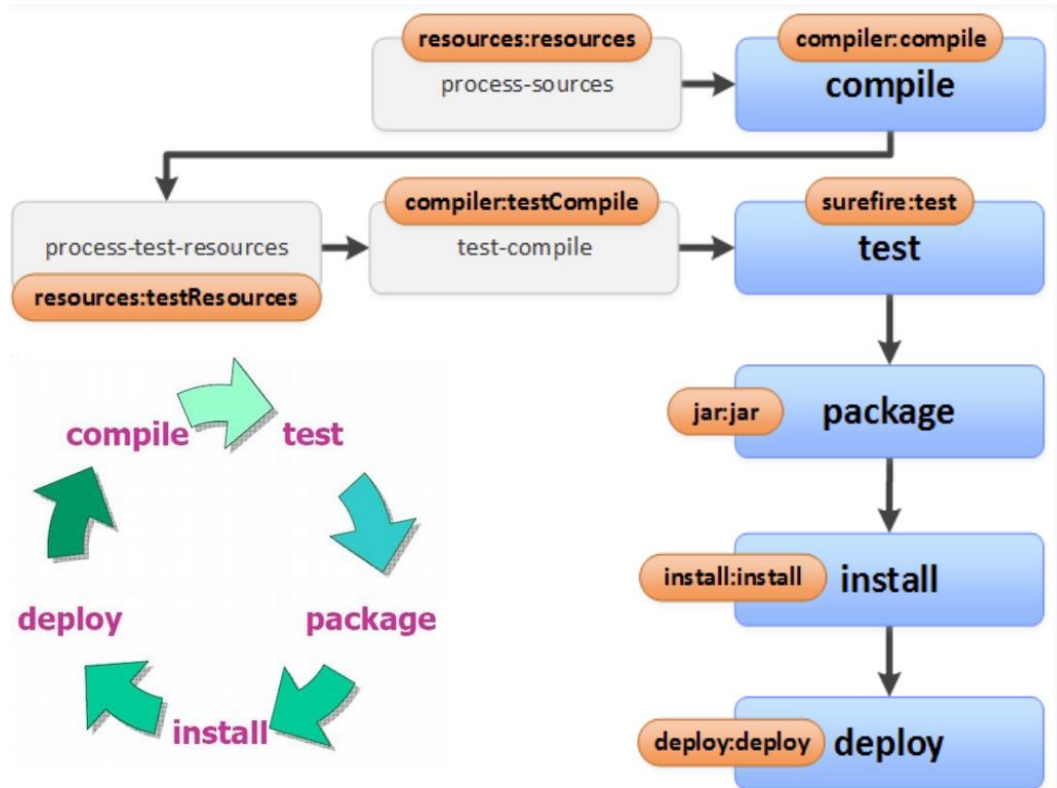 resources:resources
process-sources
compiler:compile
compile
process-test-resources
resources:testResources
compiler:testCompile
test-compile
surefire:test
test
jar:jar
package
install:install
install
deploy:deploy
deploy
compile
test
package
install
deploy